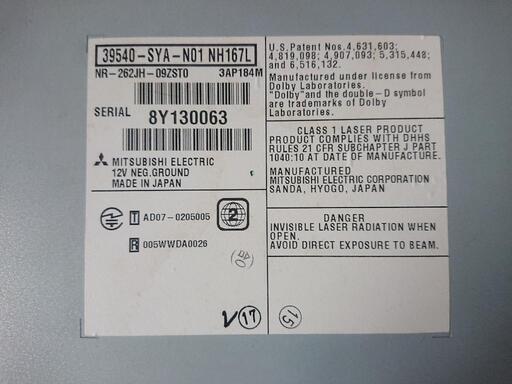 39540-SYA-N01 NH167L
NR-262JH-09ZST0 3AP184M
SERIAL 8Y130063
MITSUBISHI ELECTRIC
12V NEG.GROUND
MADE IN JAPAN
T AD07-0205005
2
R 005WWDA0026
V 17
U.S.Patent Nos.4,631,603;
4,819,098; 4,907,093; 5,315,448;
and 6,516,132.
Manufactured under license from
Dolby Laboratories.
"Dolby" and the double-D symbol
are trademarks of Dolby
Laboratories.
CLASS 1 LASER PRODUCT
PRODUCT COMPLIES WITH DHHS
RULES 21 CFR SUBCHAPTER J PART
1040:10 AT DATE OF MANUFACTURE.
MANUFACTURED
MITSUBISHI ELECTRIC CORPORATION
SANDA, HYOGO, JAPAN
DANGER
INVISIBLE LASER RADIATION WHEN
OPEN.
AVOID DIRECT EXPOSURE TO BEAM.
15